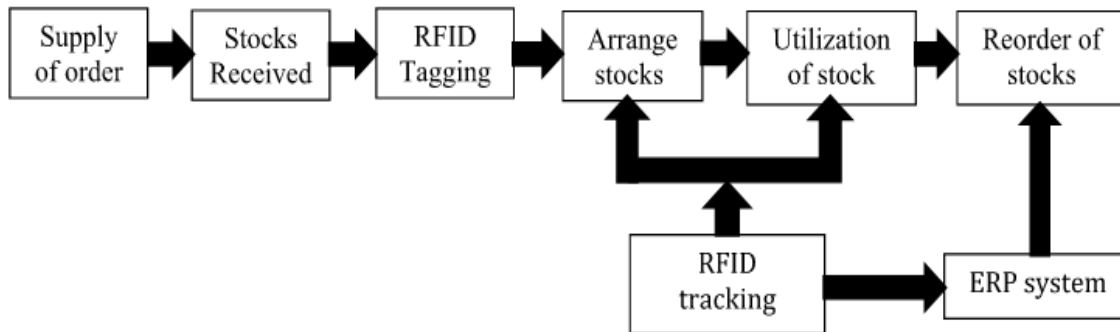 Supply
of order
Stocks
Received
RFID
Tagging
Arrange
stocks
Utilization
of stock
Reorder of
stocks
RFID
tracking
ERP system